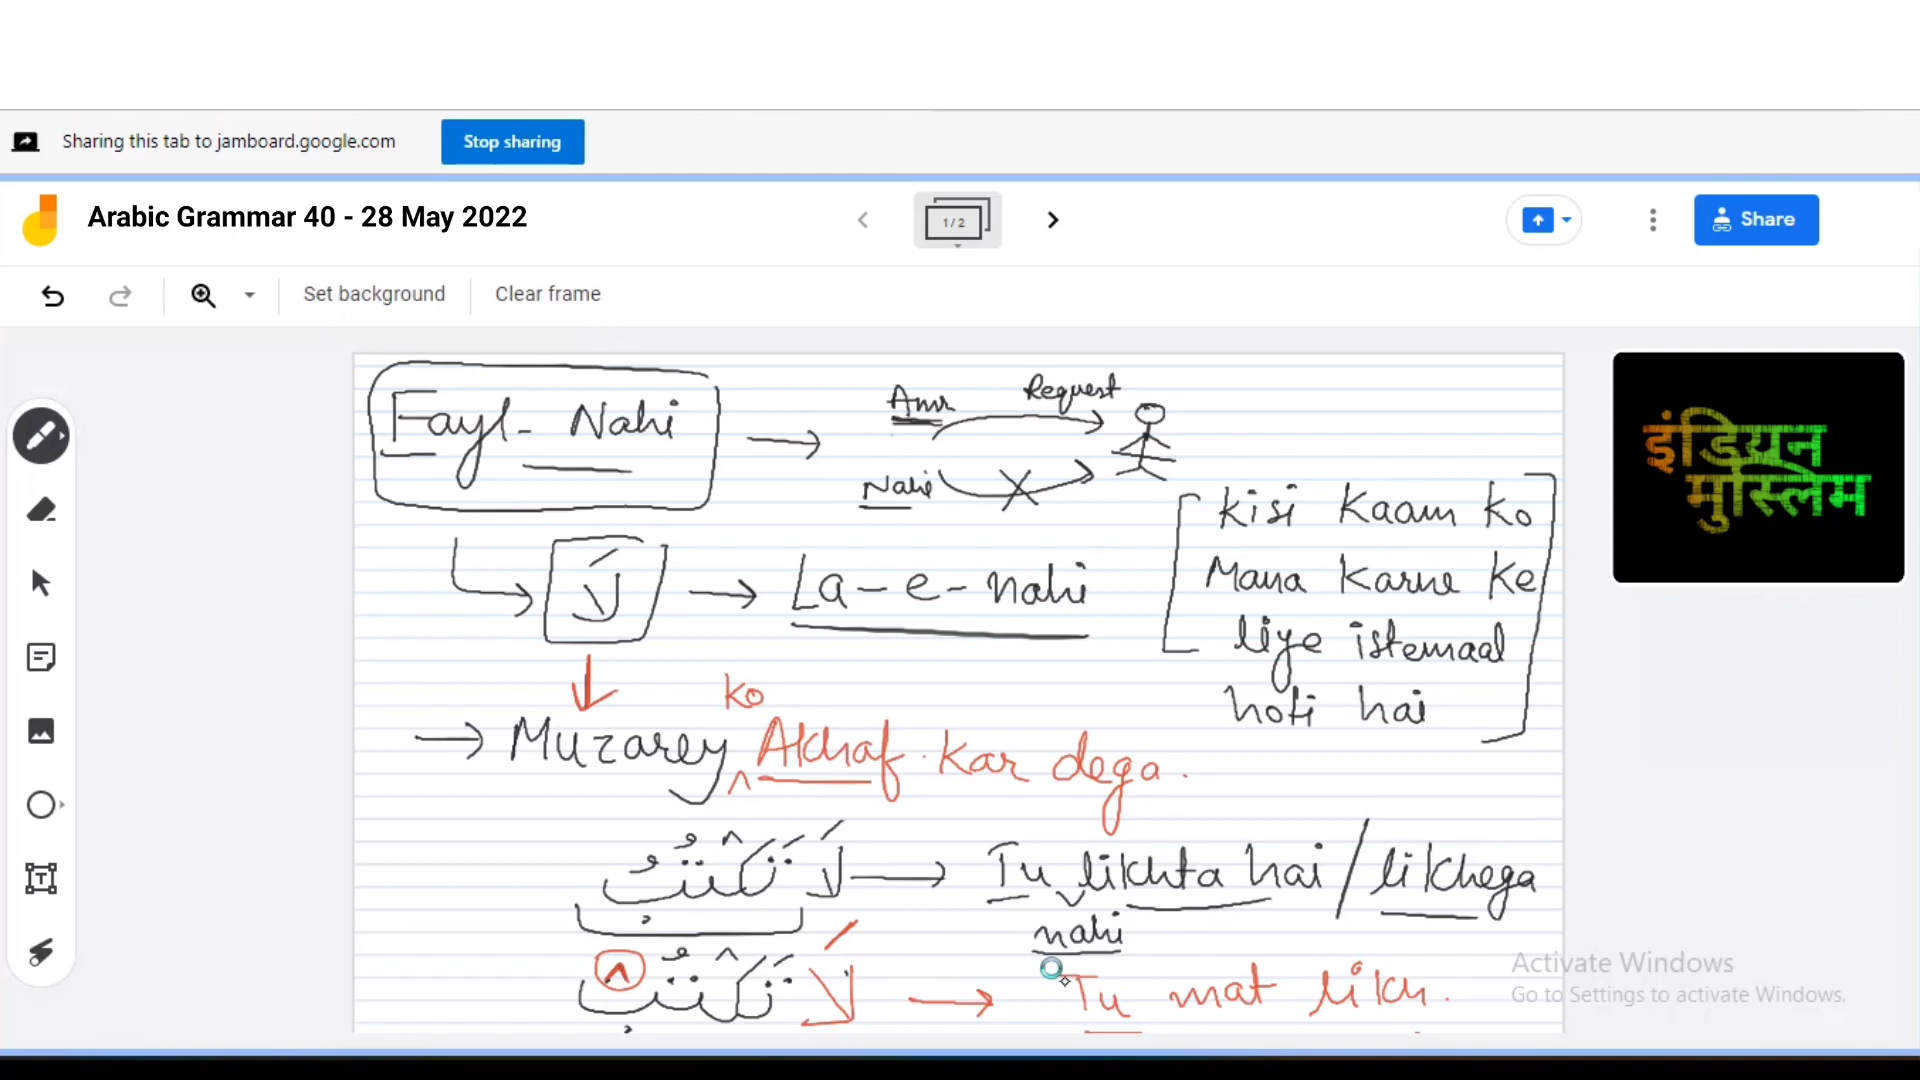 Sharing this tab to jamboard.google.com
Stop sharing
Arabic Grammar 40 - 28 May 2022
1 / 2
Share
Set background
Clear frame
Fayl - Nahi
Amr
Request
Nahi
Kisi Kaam Ko
Mana Karne Ke
liye istemaal
hoti hai
لَا → La-e-nahi
ko
→ Muzarey ^ Akhaf kar dega.
لَا تَكْتُبُ → Tu likhta hai / likhega
nahi
لَا تَكْتُبْ → Tu mat likh.
इंडियन
मुस्लिम
Activate Windows
Go to Settings to activate Windows.